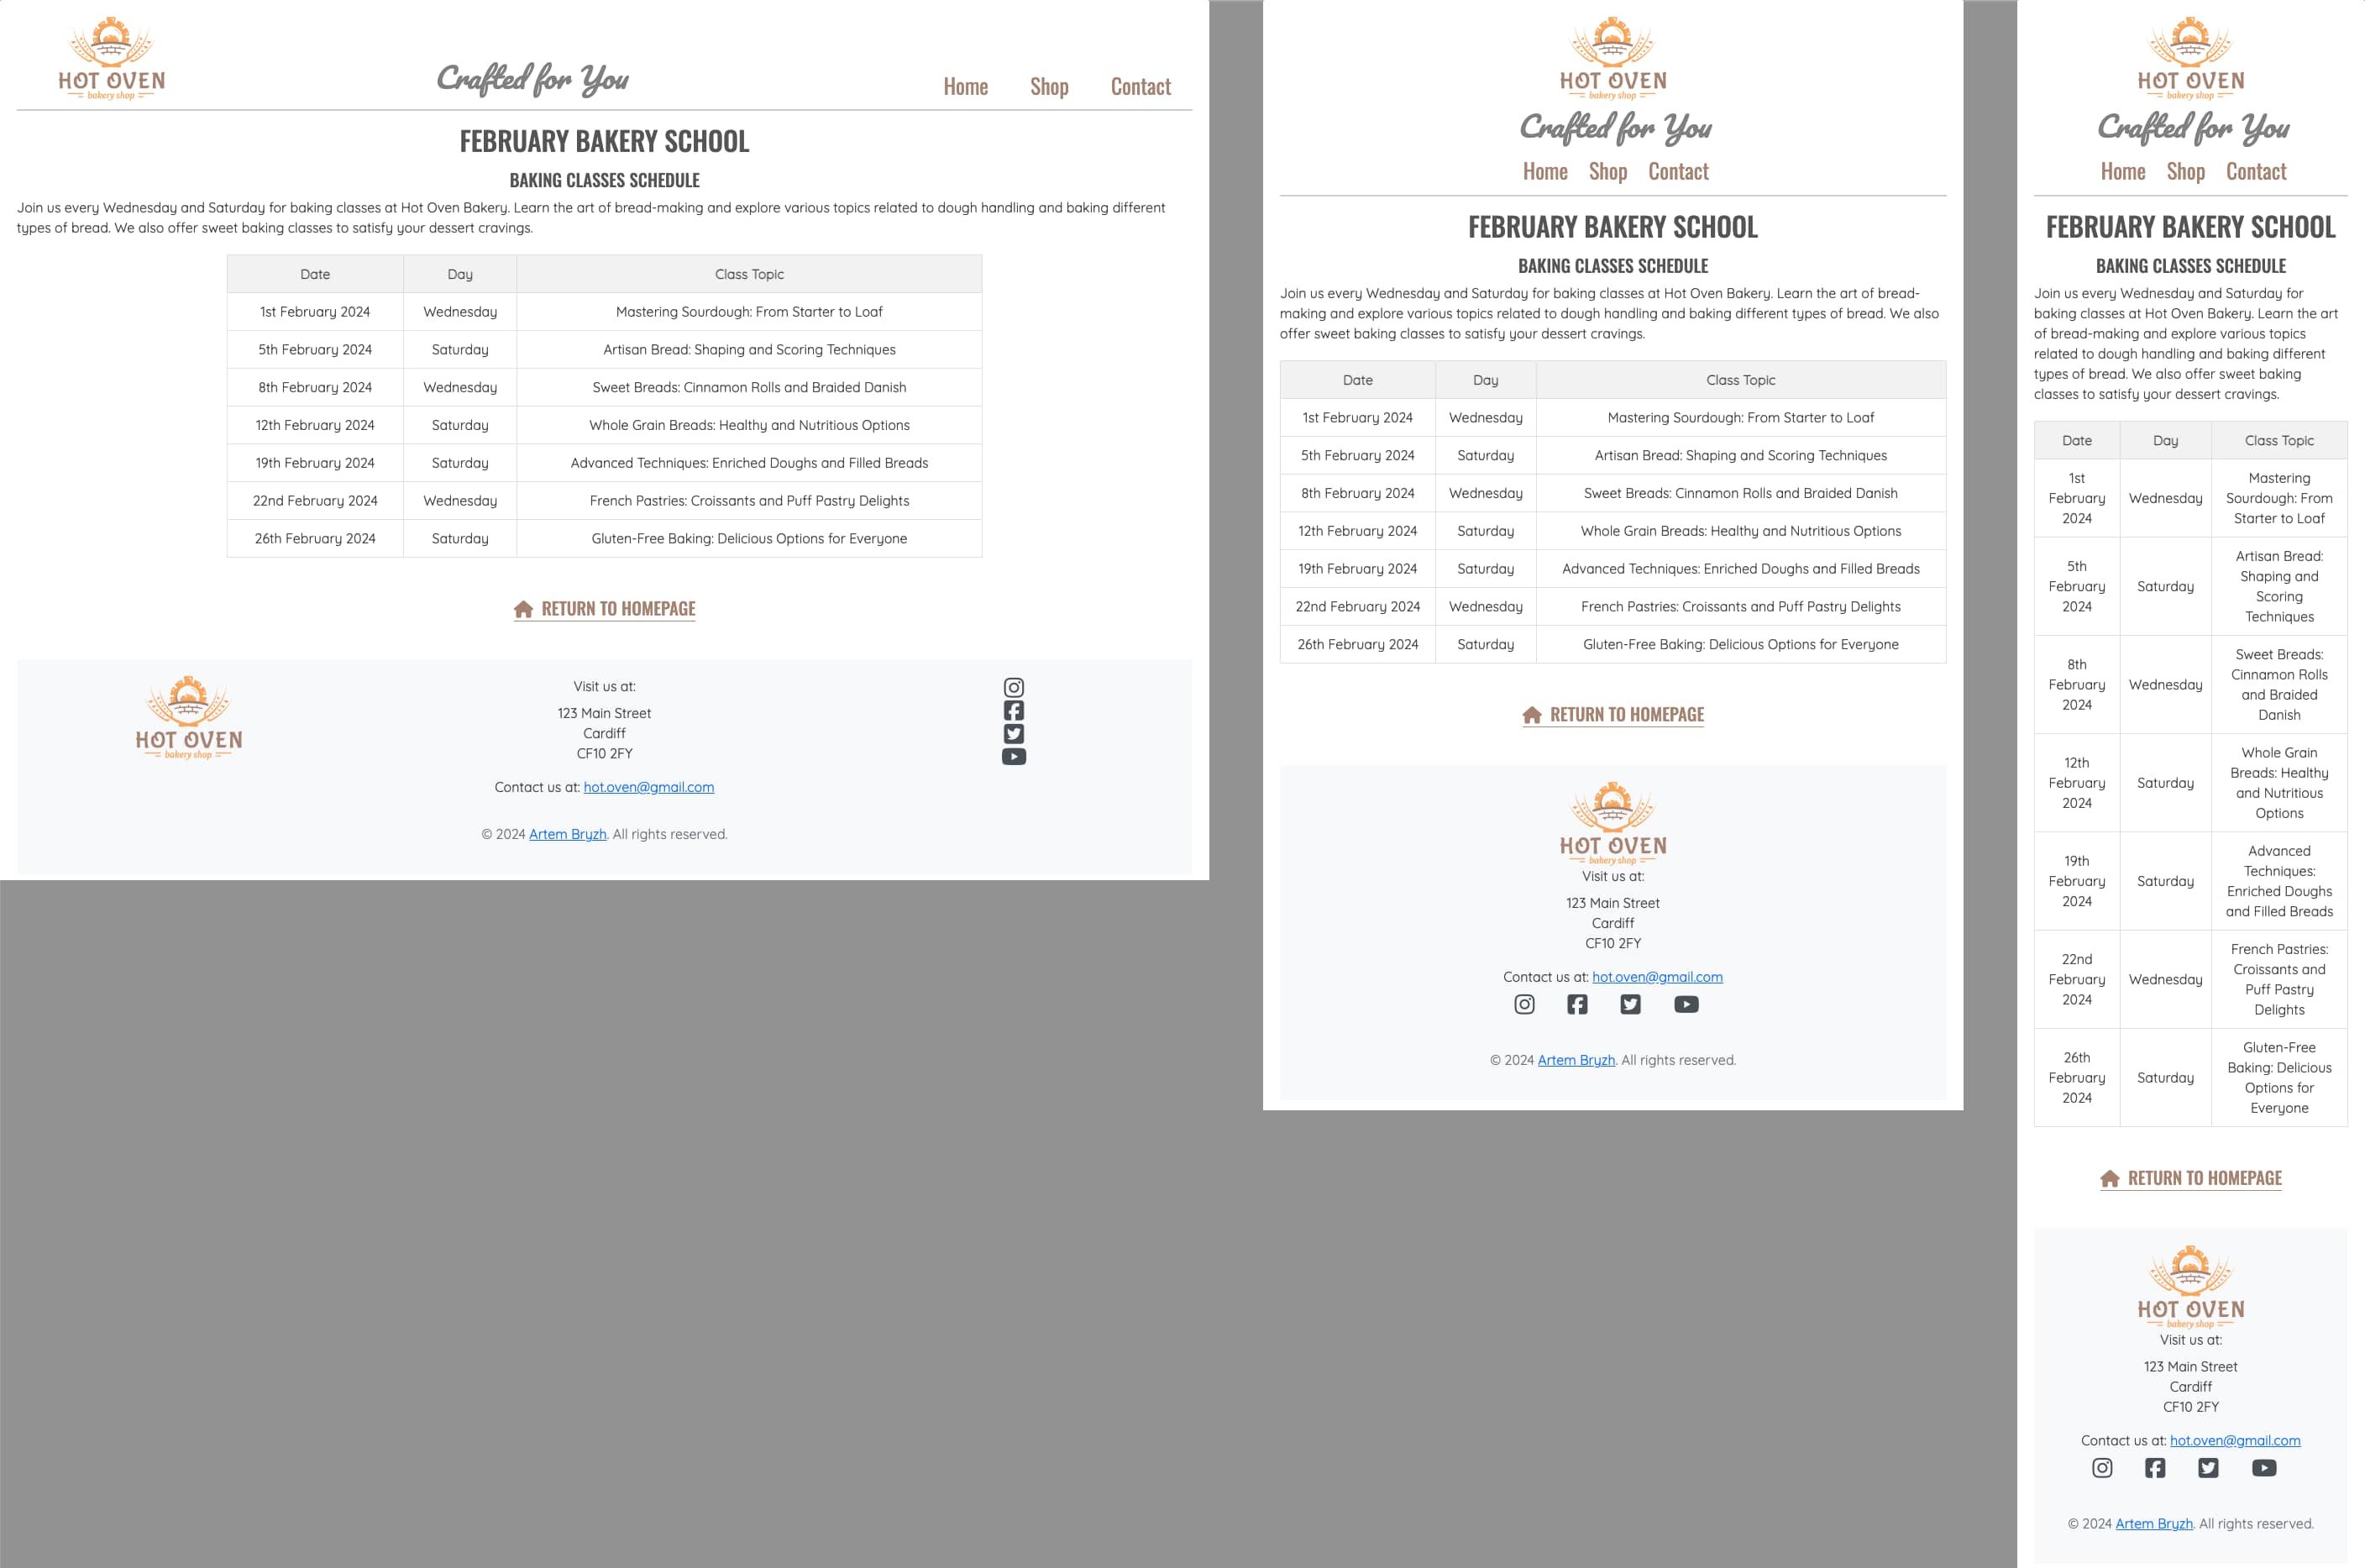 HOT OVEN
bakery shop
Crafted for You
Home Shop Contact
FEBRUARY BAKERY SCHOOL
BAKING CLASSES SCHEDULE
Join us every Wednesday and Saturday for baking classes at Hot Oven Bakery. Learn the art of bread-making and explore various topics related to dough handling and baking different
types of bread. We also offer sweet baking classes to satisfy your dessert cravings.
Date Day Class Topic
1st February 2024 Wednesday Mastering Sourdough: From Starter to Loaf
5th February 2024 Saturday Artisan Bread: Shaping and Scoring Techniques
8th February 2024 Wednesday Sweet Breads: Cinnamon Rolls and Braided Danish
12th February 2024 Saturday Whole Grain Breads: Healthy and Nutritious Options
19th February 2024 Saturday Advanced Techniques: Enriched Doughs and Filled Breads
22nd February 2024 Wednesday French Pastries: Croissants and Puff Pastry Delights
26th February 2024 Saturday Gluten-Free Baking: Delicious Options for Everyone
RETURN TO HOMEPAGE
HOT OVEN
bakery shop
Visit us at:
123 Main Street
Cardiff
CF10 2FY
Contact us at: hot.oven@gmail.com
© 2024 Artem Bryzh. All rights reserved.
HOT OVEN
bakery shop
Crafted for You
Home Shop Contact
FEBRUARY BAKERY SCHOOL
BAKING CLASSES SCHEDULE
Join us every Wednesday and Saturday for baking classes at Hot Oven Bakery. Learn the art of bread-
making and explore various topics related to dough handling and baking different types of bread. We also
offer sweet baking classes to satisfy your dessert cravings.
Date Day Class Topic
1st February 2024 Wednesday Mastering Sourdough: From Starter to Loaf
5th February 2024 Saturday Artisan Bread: Shaping and Scoring Techniques
8th February 2024 Wednesday Sweet Breads: Cinnamon Rolls and Braided Danish
12th February 2024 Saturday Whole Grain Breads: Healthy and Nutritious Options
19th February 2024 Saturday Advanced Techniques: Enriched Doughs and Filled Breads
22nd February 2024 Wednesday French Pastries: Croissants and Puff Pastry Delights
26th February 2024 Saturday Gluten-Free Baking: Delicious Options for Everyone
RETURN TO HOMEPAGE
HOT OVEN
bakery shop
Visit us at:
123 Main Street
Cardiff
CF10 2FY
Contact us at: hot.oven@gmail.com
© 2024 Artem Bryzh. All rights reserved.
HOT OVEN
bakery shop
Crafted for You
Home Shop Contact
FEBRUARY BAKERY SCHOOL
BAKING CLASSES SCHEDULE
Join us every Wednesday and Saturday for
baking classes at Hot Oven Bakery. Learn the art
of bread-making and explore various topics
related to dough handling and baking different
types of bread. We also offer sweet baking
classes to satisfy your dessert cravings.
Date Day Class Topic
1st
February
2024
Wednesday
Mastering
Sourdough: From
Starter to Loaf
5th
February
2024
Saturday
Artisan Bread:
Shaping and
Scoring
Techniques
8th
February
2024
Wednesday
Sweet Breads:
Cinnamon Rolls
and Braided
Danish
12th
February
2024
Saturday
Whole Grain
Breads: Healthy
and Nutritious
Options
19th
February
2024
Saturday
Advanced
Techniques:
Enriched Doughs
and Filled Breads
22nd
February
2024
Wednesday
French Pastries:
Croissants and
Puff Pastry
Delights
26th
February
2024
Saturday
Gluten-Free
Baking: Delicious
Options for
Everyone
RETURN TO HOMEPAGE
HOT OVEN
bakery shop
Visit us at:
123 Main Street
Cardiff
CF10 2FY
Contact us at: hot.oven@gmail.com
© 2024 Artem Bryzh. All rights reserved.